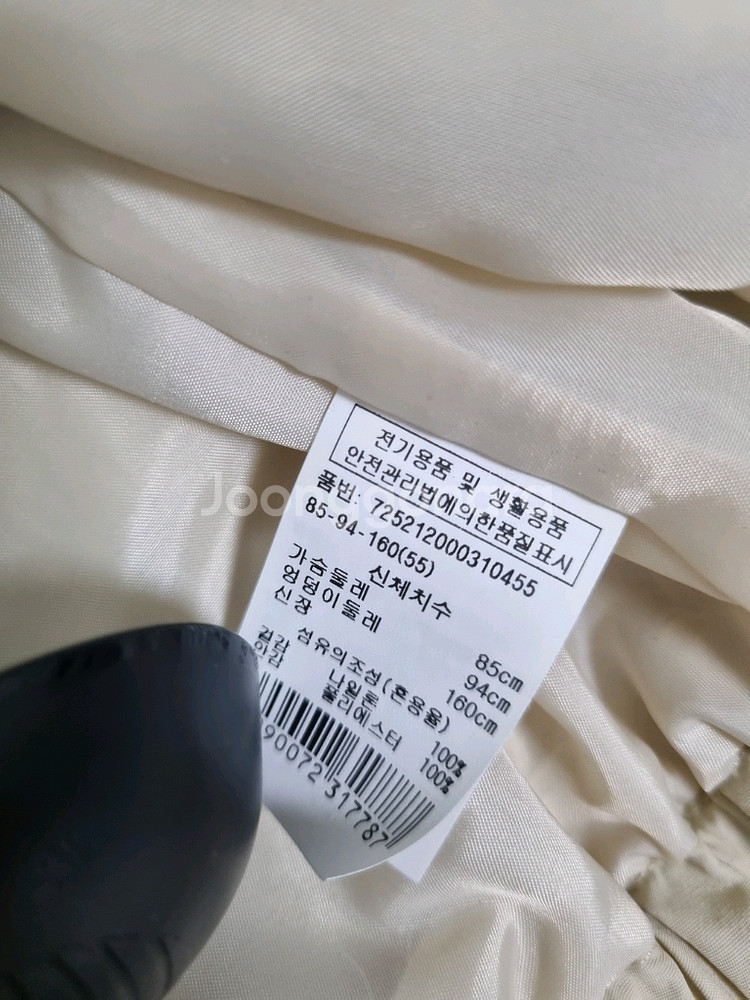 전기용품 및 생활용품
안전관리법에의한품질표시
품번: 725212000310455
85-94-160(55)
신체치수
가슴둘레 85cm
엉덩이둘레 94cm
신장 160cm
섬유의조성(혼용율)
겉감 나일론 100%
안감 폴리에스터 100%
90072 317787